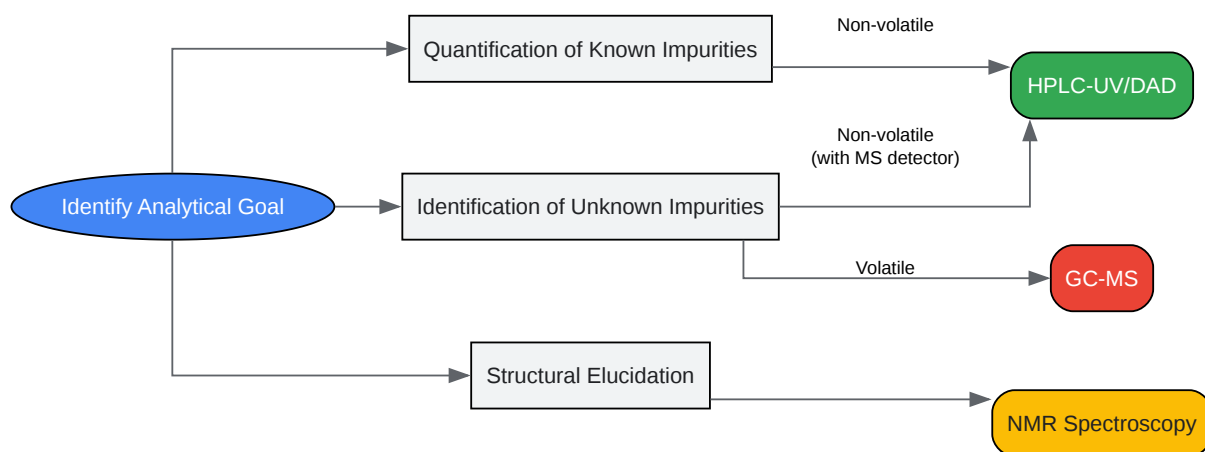 Non-volatile
Quantification of Known Impurities
HPLC-UV/DAD
Non-volatile
(with MS detector)
Identify Analytical Goal
Identification of Unknown Impurities
Volatile
GC-MS
Structural Elucidation
NMR Spectroscopy